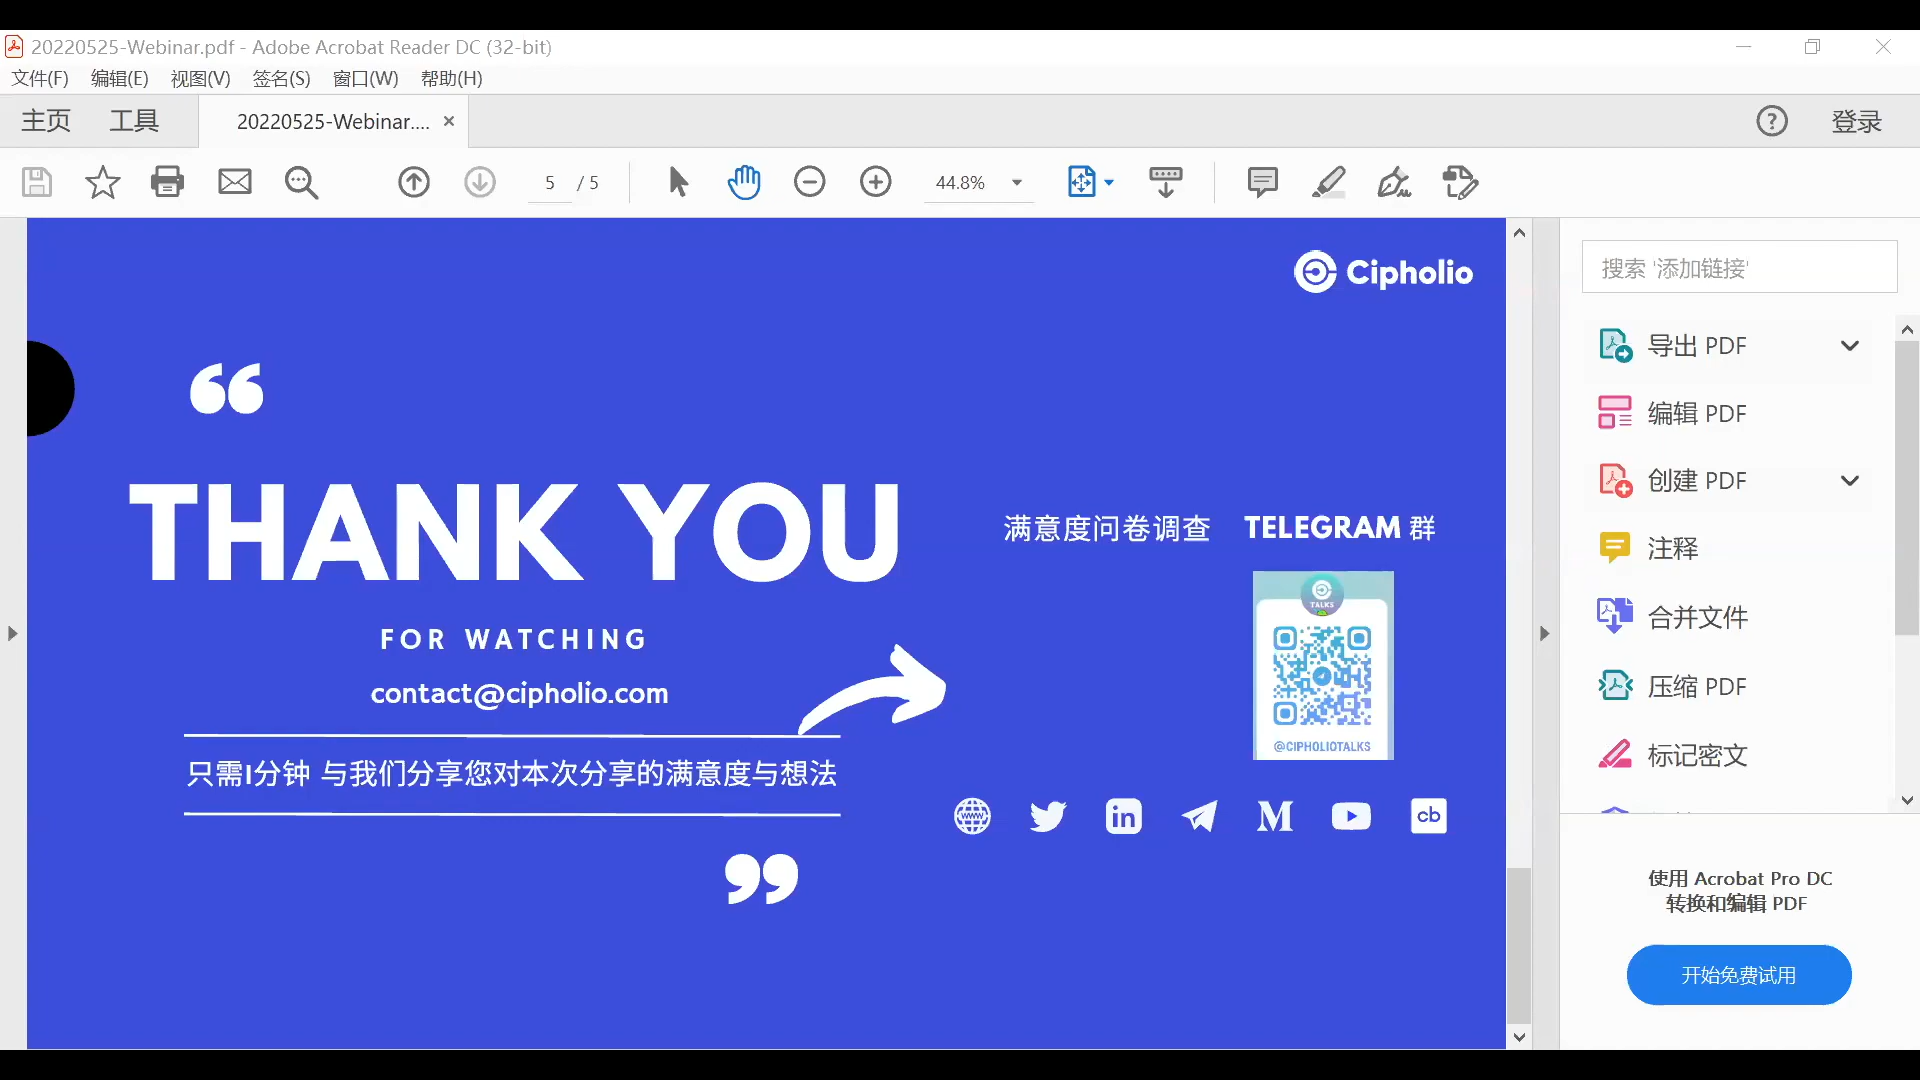 20220525-Webinar.pdf - Adobe Acrobat Reader DC (32-bit)
文件(F) 编辑(E) 视图(V) 签名(S) 窗口(W) 帮助(H)
主页 工具 20220525-Webinar.... × ? 登录
5 / 5 44.8%
Cipholio
THANK YOU
FOR WATCHING
contact@cipholio.com
只需1分钟 与我们分享您对本次分享的满意度与想法
满意度问卷调查 TELEGRAM 群
TALKS
@CIPHOLIOTALKS
www in M cb
搜索 '添加链接'
导出 PDF
编辑 PDF
创建 PDF
注释
合并文件
压缩 PDF
标记密文
使用 Acrobat Pro DC
转换和编辑 PDF
开始免费试用